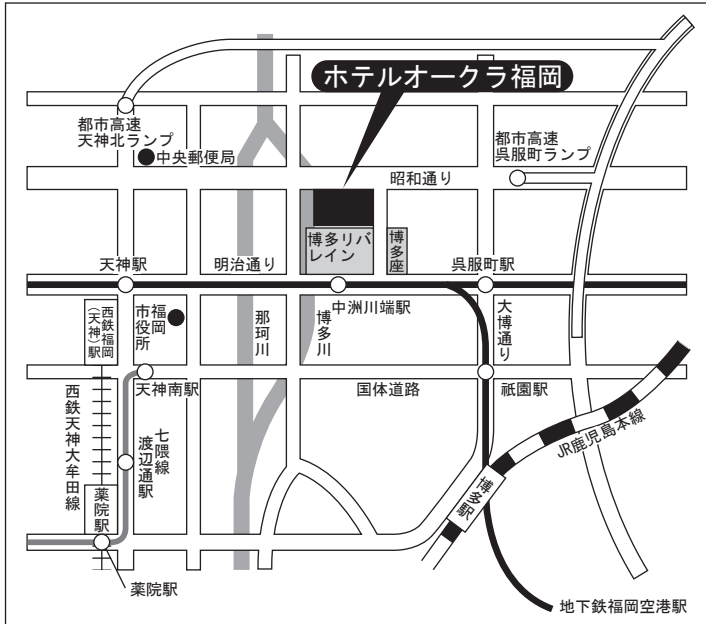 ホテルオークラ福岡
都市高速
天神北ランプ
中央郵便局
都市高速
呉服町ランプ
昭和通り
博多リバ
レイン
博多座
天神駅
明治通り
呉服町駅
中洲川端駅
西鉄福岡
(天神)駅
福岡
市役所
那珂川
博多川
大博通り
天神南駅
国体道路
祇園駅
西鉄天神大牟田線
七隈線
渡辺通駅
JR鹿児島本線
博多駅
薬院駅
薬院駅
地下鉄福岡空港駅